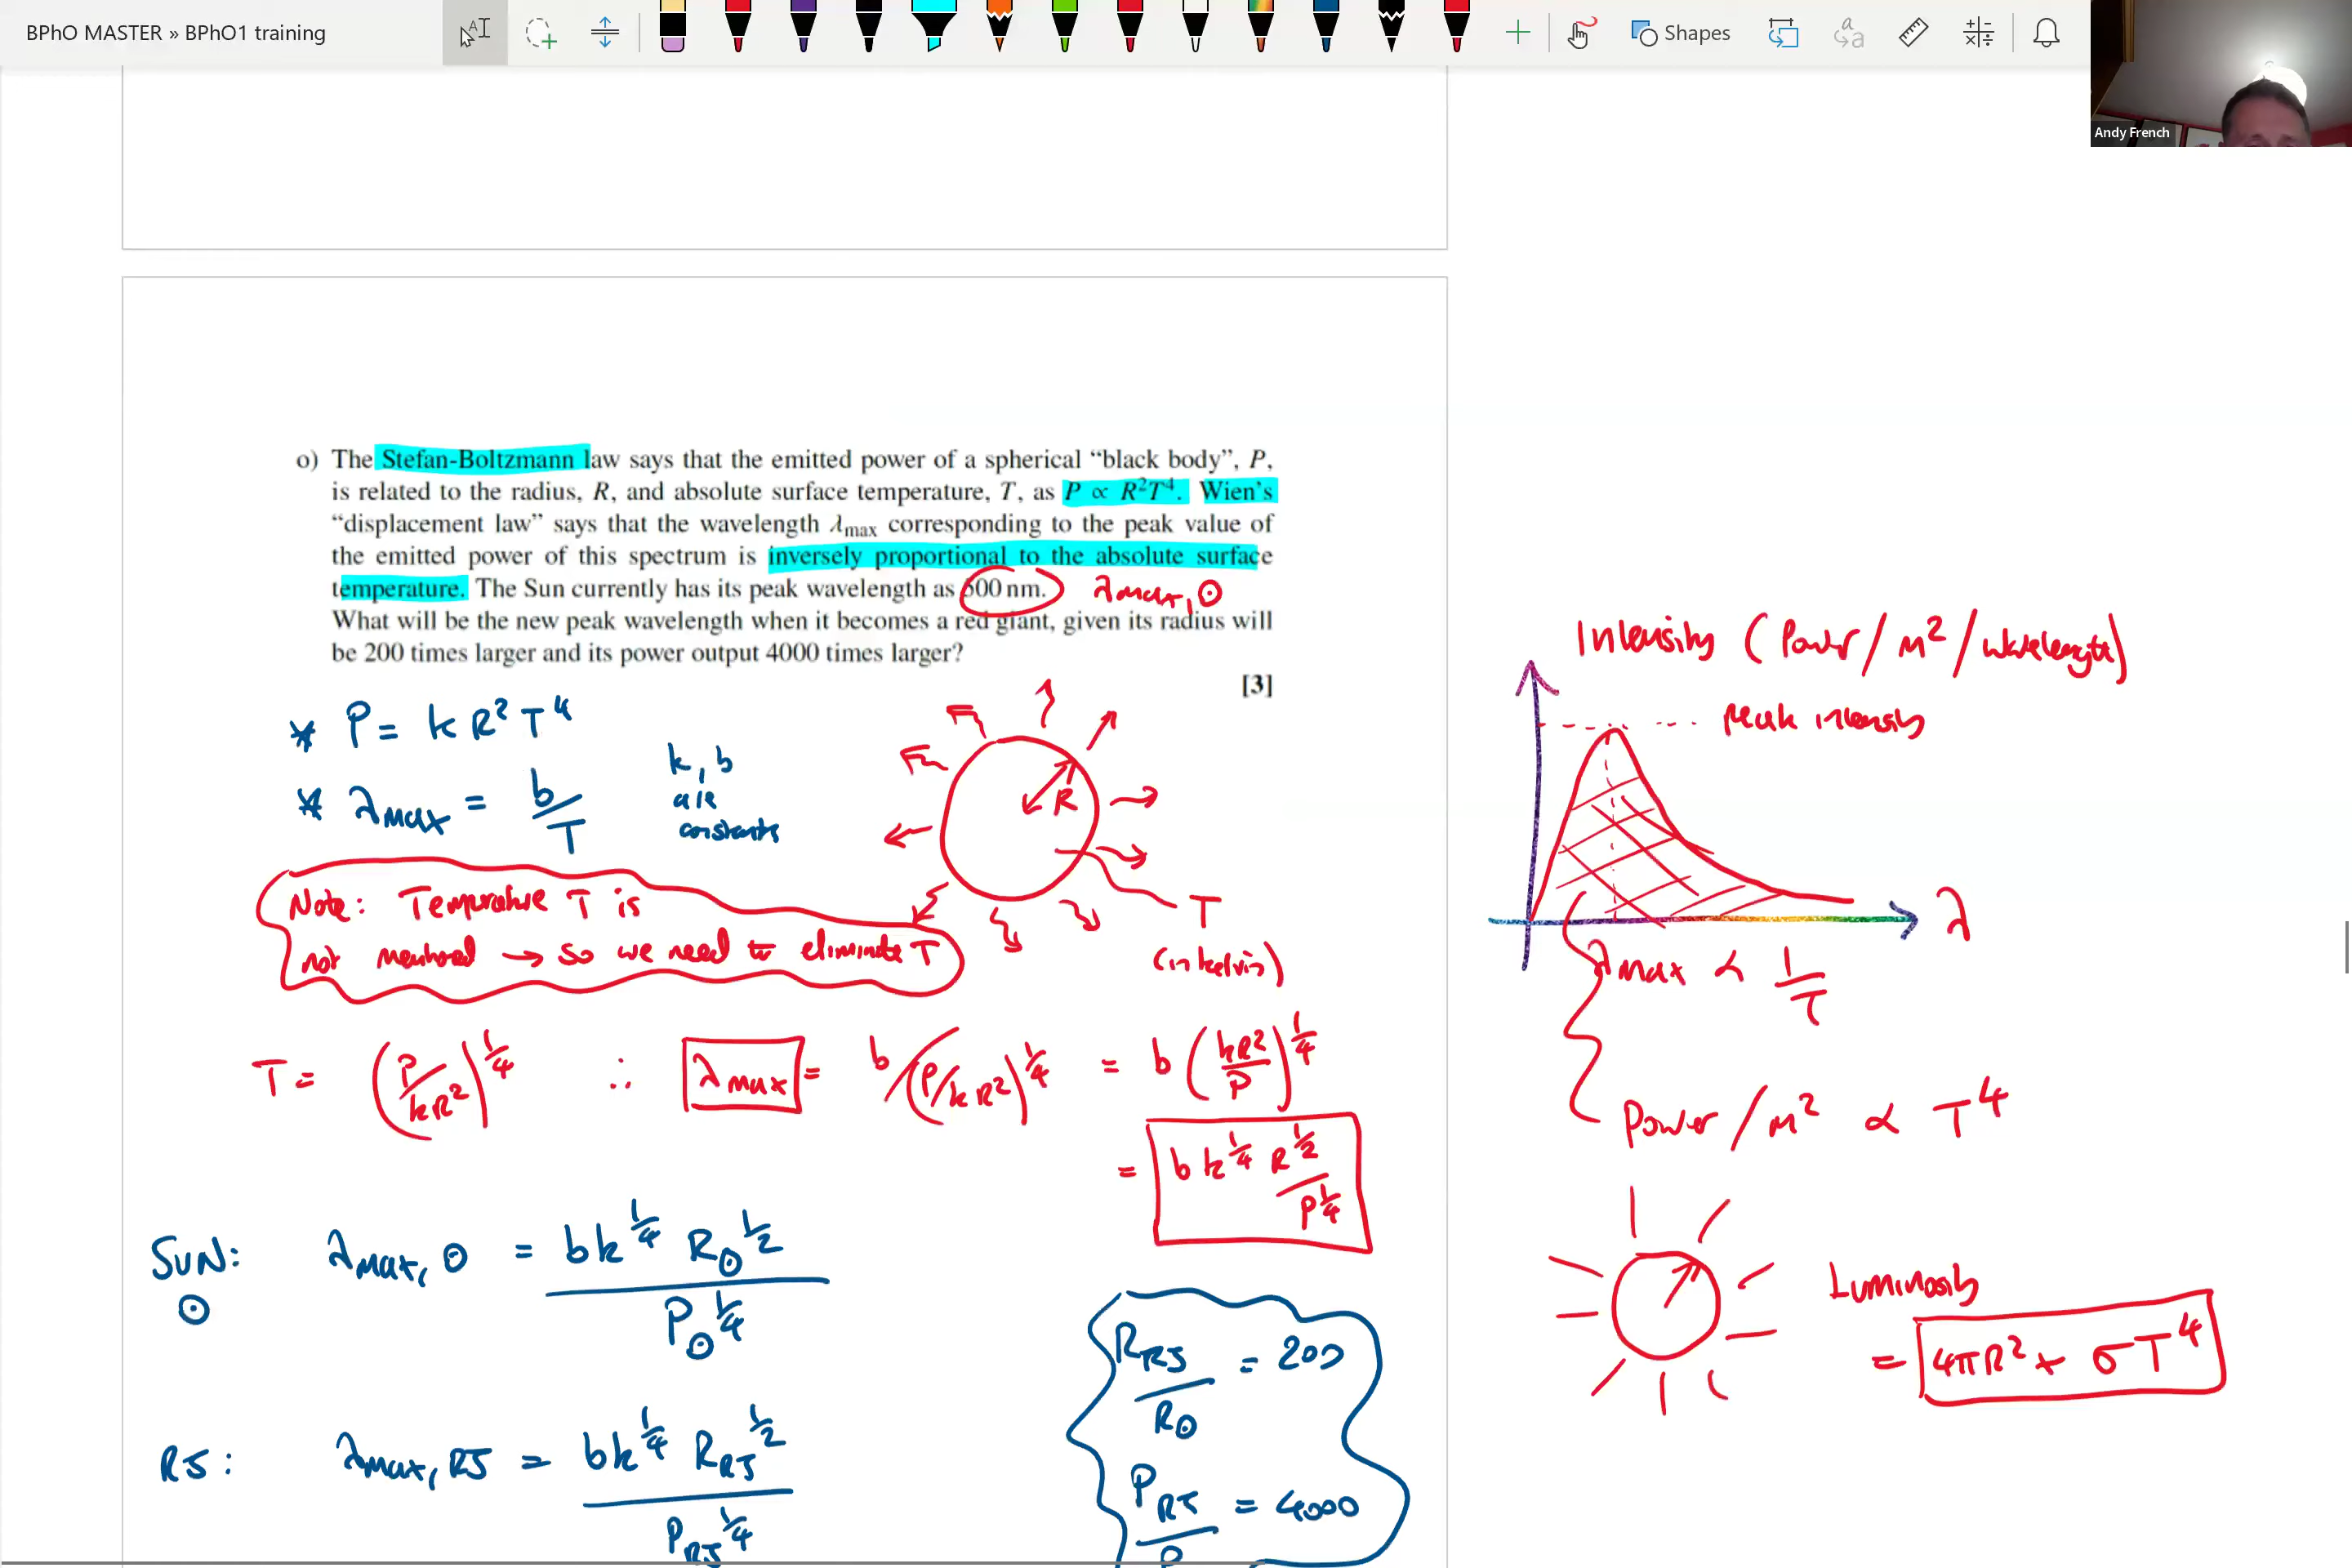 BPhO MASTER » BPhO1 training
Shapes
Andy French
o) The Stefan-Boltzmann law says that the emitted power of a spherical “black body”, P,
is related to the radius, R, and absolute surface temperature, T, as P ∝ R²T⁴. Wien’s
“displacement law” says that the wavelength λmax corresponding to the peak value of
the emitted power of this spectrum is inversely proportional to the absolute surface
temperature. The Sun currently has its peak wavelength as 500 nm. λmax,⊙
What will be the new peak wavelength when it becomes a red giant, given its radius will
be 200 times larger and its power output 4000 times larger?
[3]
* P = k R² T⁴
* λmax = b/T
k, b
are
constants
R
T
(in kelvin)
Note: Temperature T is
not mentioned → so we need to eliminate T
T = (P/kR²)^¼ ∴ λmax = b/(P/kR²)^¼ = b(kR²/P)^¼
= b k^¼ R^½ / P^¼
SUN: λmax,⊙ = b k^¼ R⊙^½ / P⊙^¼
⊙
RG: λmax,RG = b k^¼ RRG^½ / PRG^¼
RRG/R⊙ = 200
PRG/P = 4000
Intensity (Power/m²/wavelength)
peak intensity
λ
λmax ∝ 1/T
Power/m² ∝ T⁴
Luminosity
= 4πR² × σT⁴